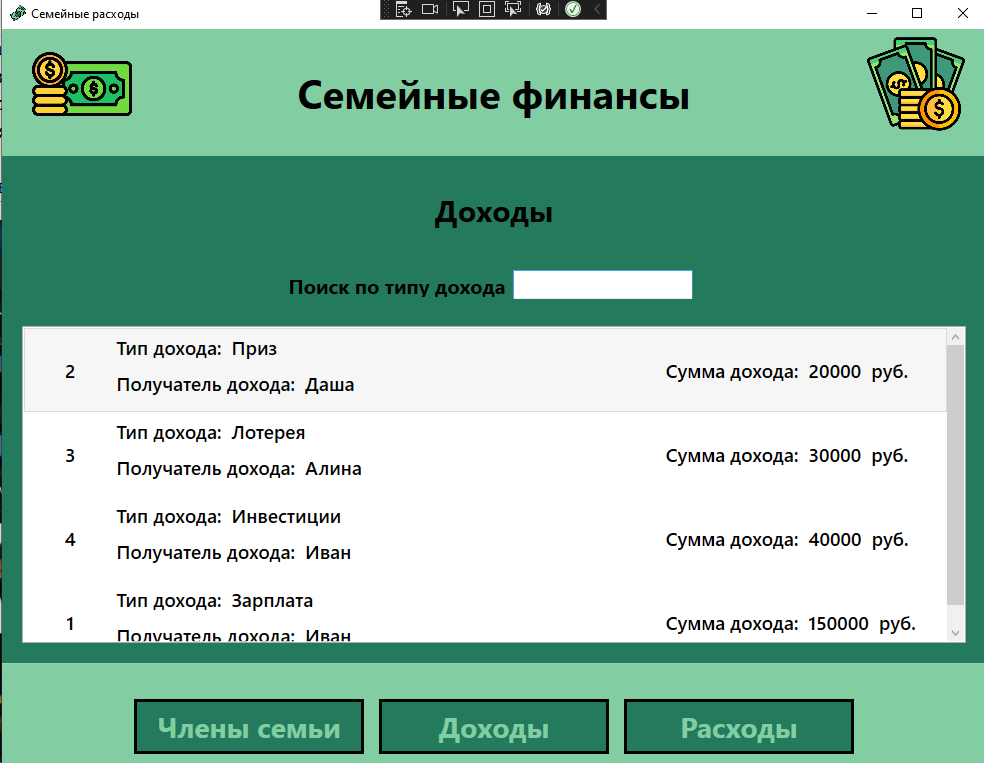 Семейные расходы
Семейные финансы
Доходы
Поиск по типу дохода
Тип дохода: Приз
2
Получатель дохода: Даша
Сумма дохода: 20000 руб.
Тип дохода: Лотерея
3
Получатель дохода: Алина
Сумма дохода: 30000 руб.
Тип дохода: Инвестиции
4
Получатель дохода: Иван
Сумма дохода: 40000 руб.
Тип дохода: Зарплата
1
Получатель дохода: Иван
Сумма дохода: 150000 руб.
Члены семьи
Доходы
Расходы